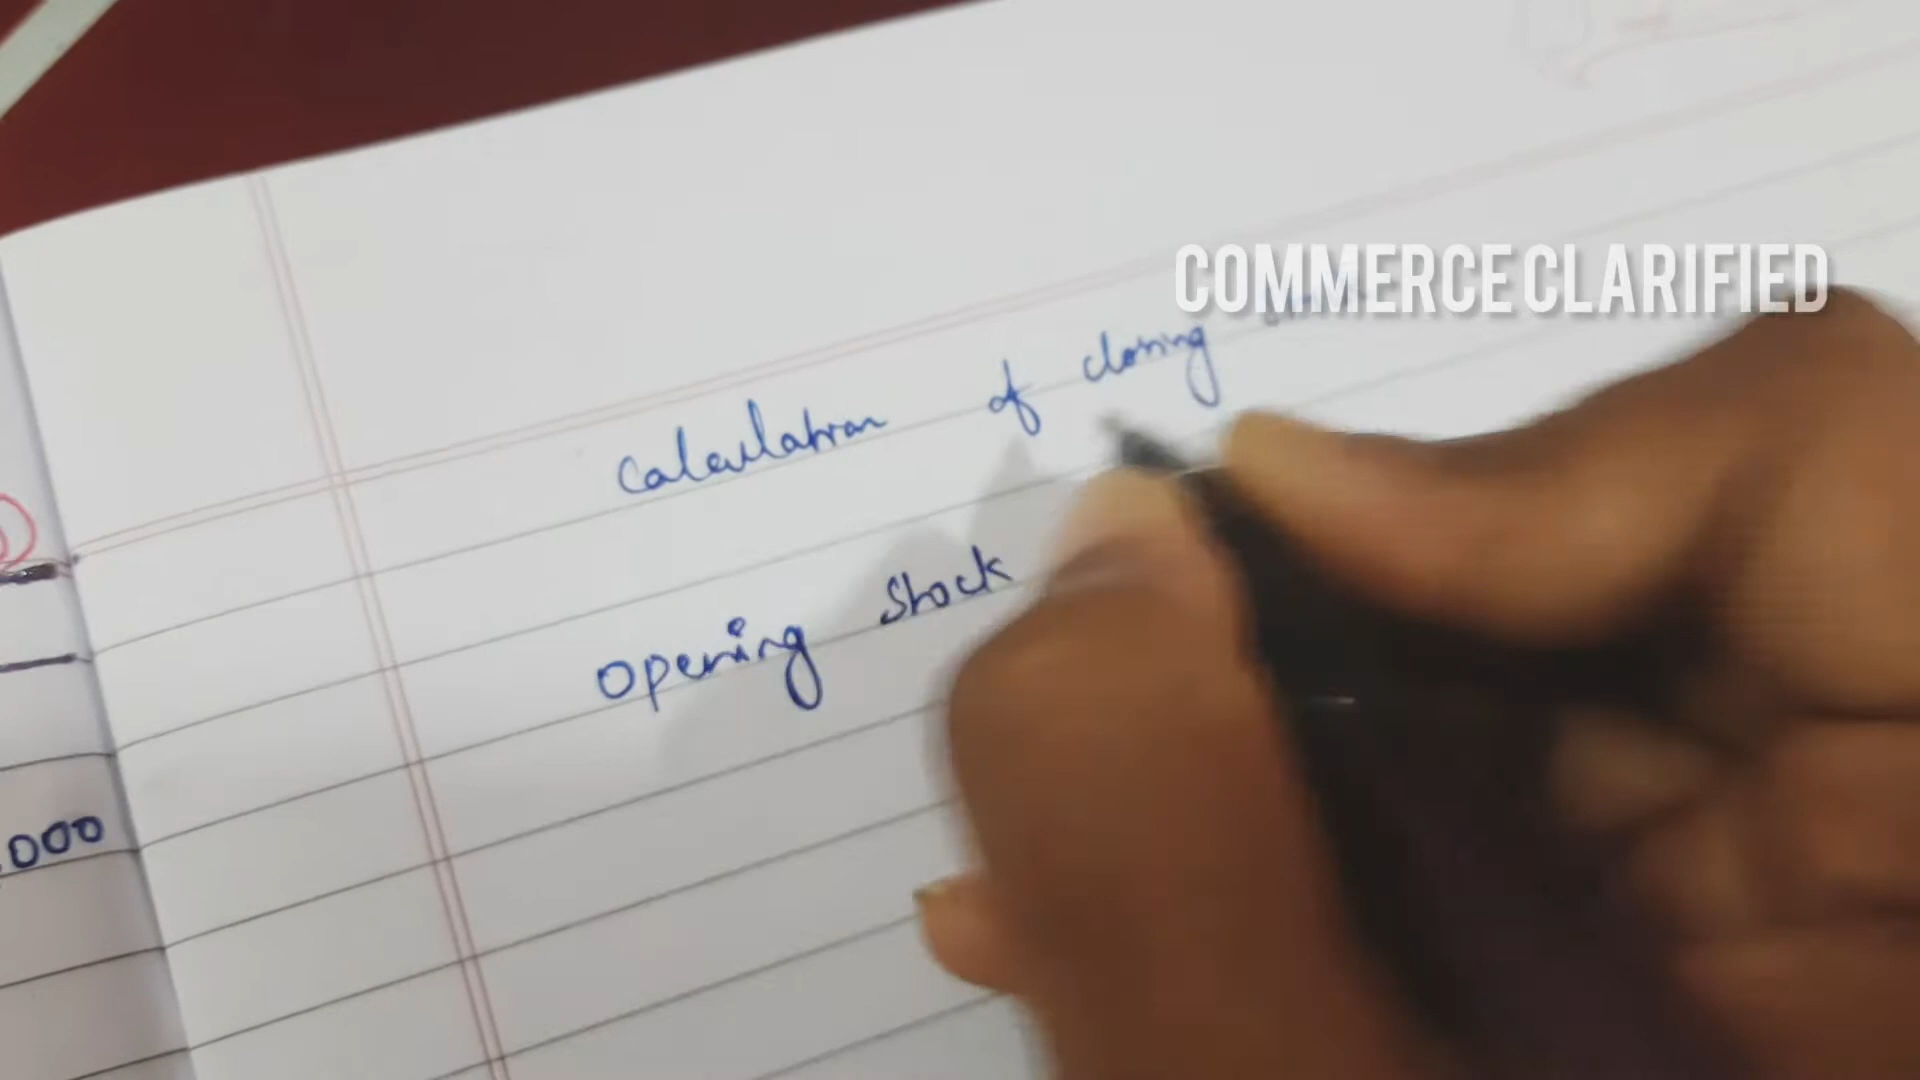 COMMERCE CLARIFIED
Calculation of closing
Opening Stock
,000